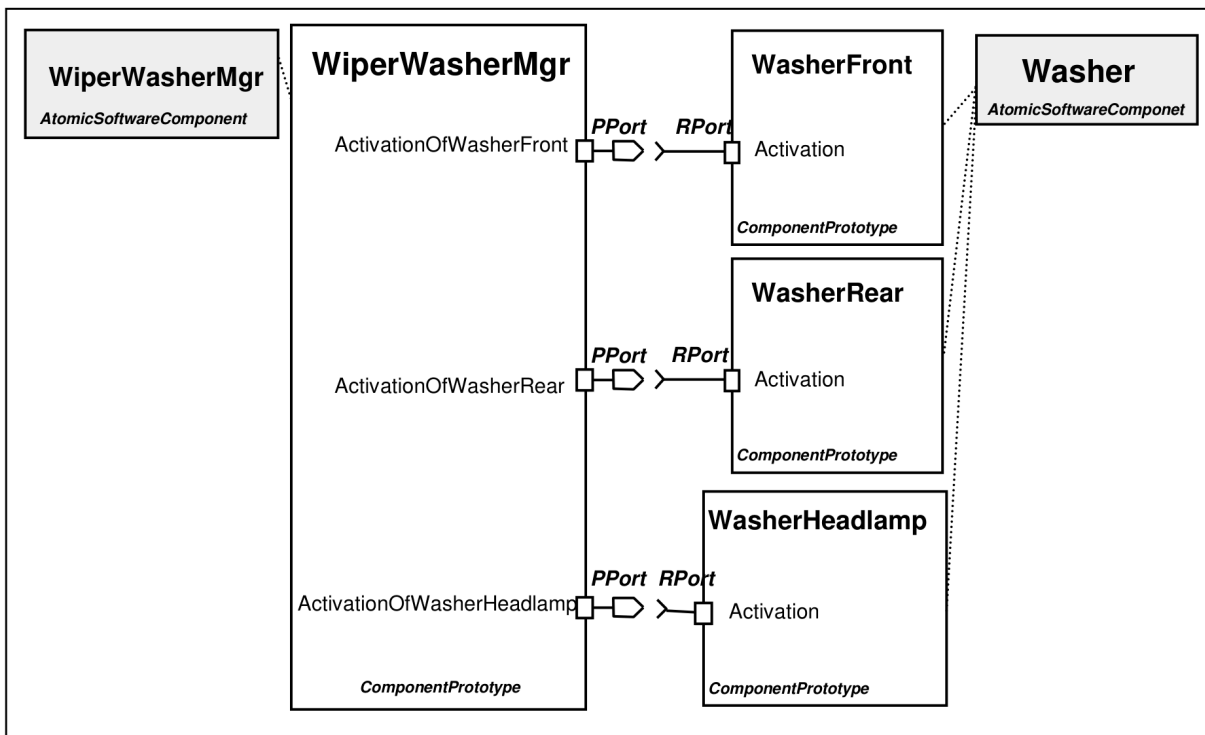 WiperWasherMgr
AtomicSoftwareComponent
WiperWasherMgr
ActivationOfWasherFront
ActivationOfWasherRear
ActivationOfWasherHeadlamp
ComponentPrototype
PPort
RPort
PPort
RPort
PPort
RPort
WasherFront
Activation
ComponentPrototype
WasherRear
Activation
ComponentPrototype
WasherHeadlamp
Activation
ComponentPrototype
Washer
AtomicSoftwareComponet